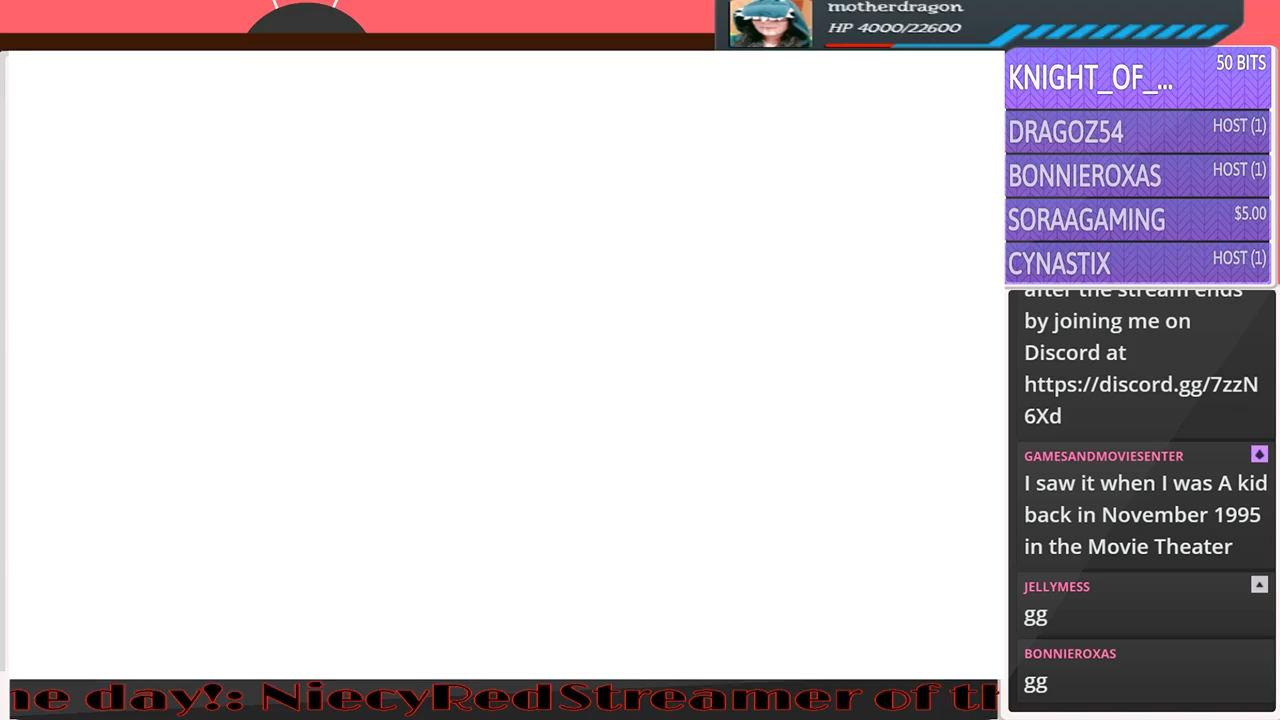 motherdragon
HP 4000/22600
KNIGHT_OF_... 50 BITS
DRAGOZ54 HOST (1)
BONNIEROXAS HOST (1)
SORAAGAMING $5.00
CYNASTIX HOST (1)
after the stream ends
by joining me on
Discord at
https://discord.gg/7zzN
6Xd
GAMESANDMOVIESENTER
I saw it when I was A kid
back in November 1995
in the Movie Theater
JELLYMESS
gg
BONNIEROXAS
gg
he day!: NiecyRedStreamer of th